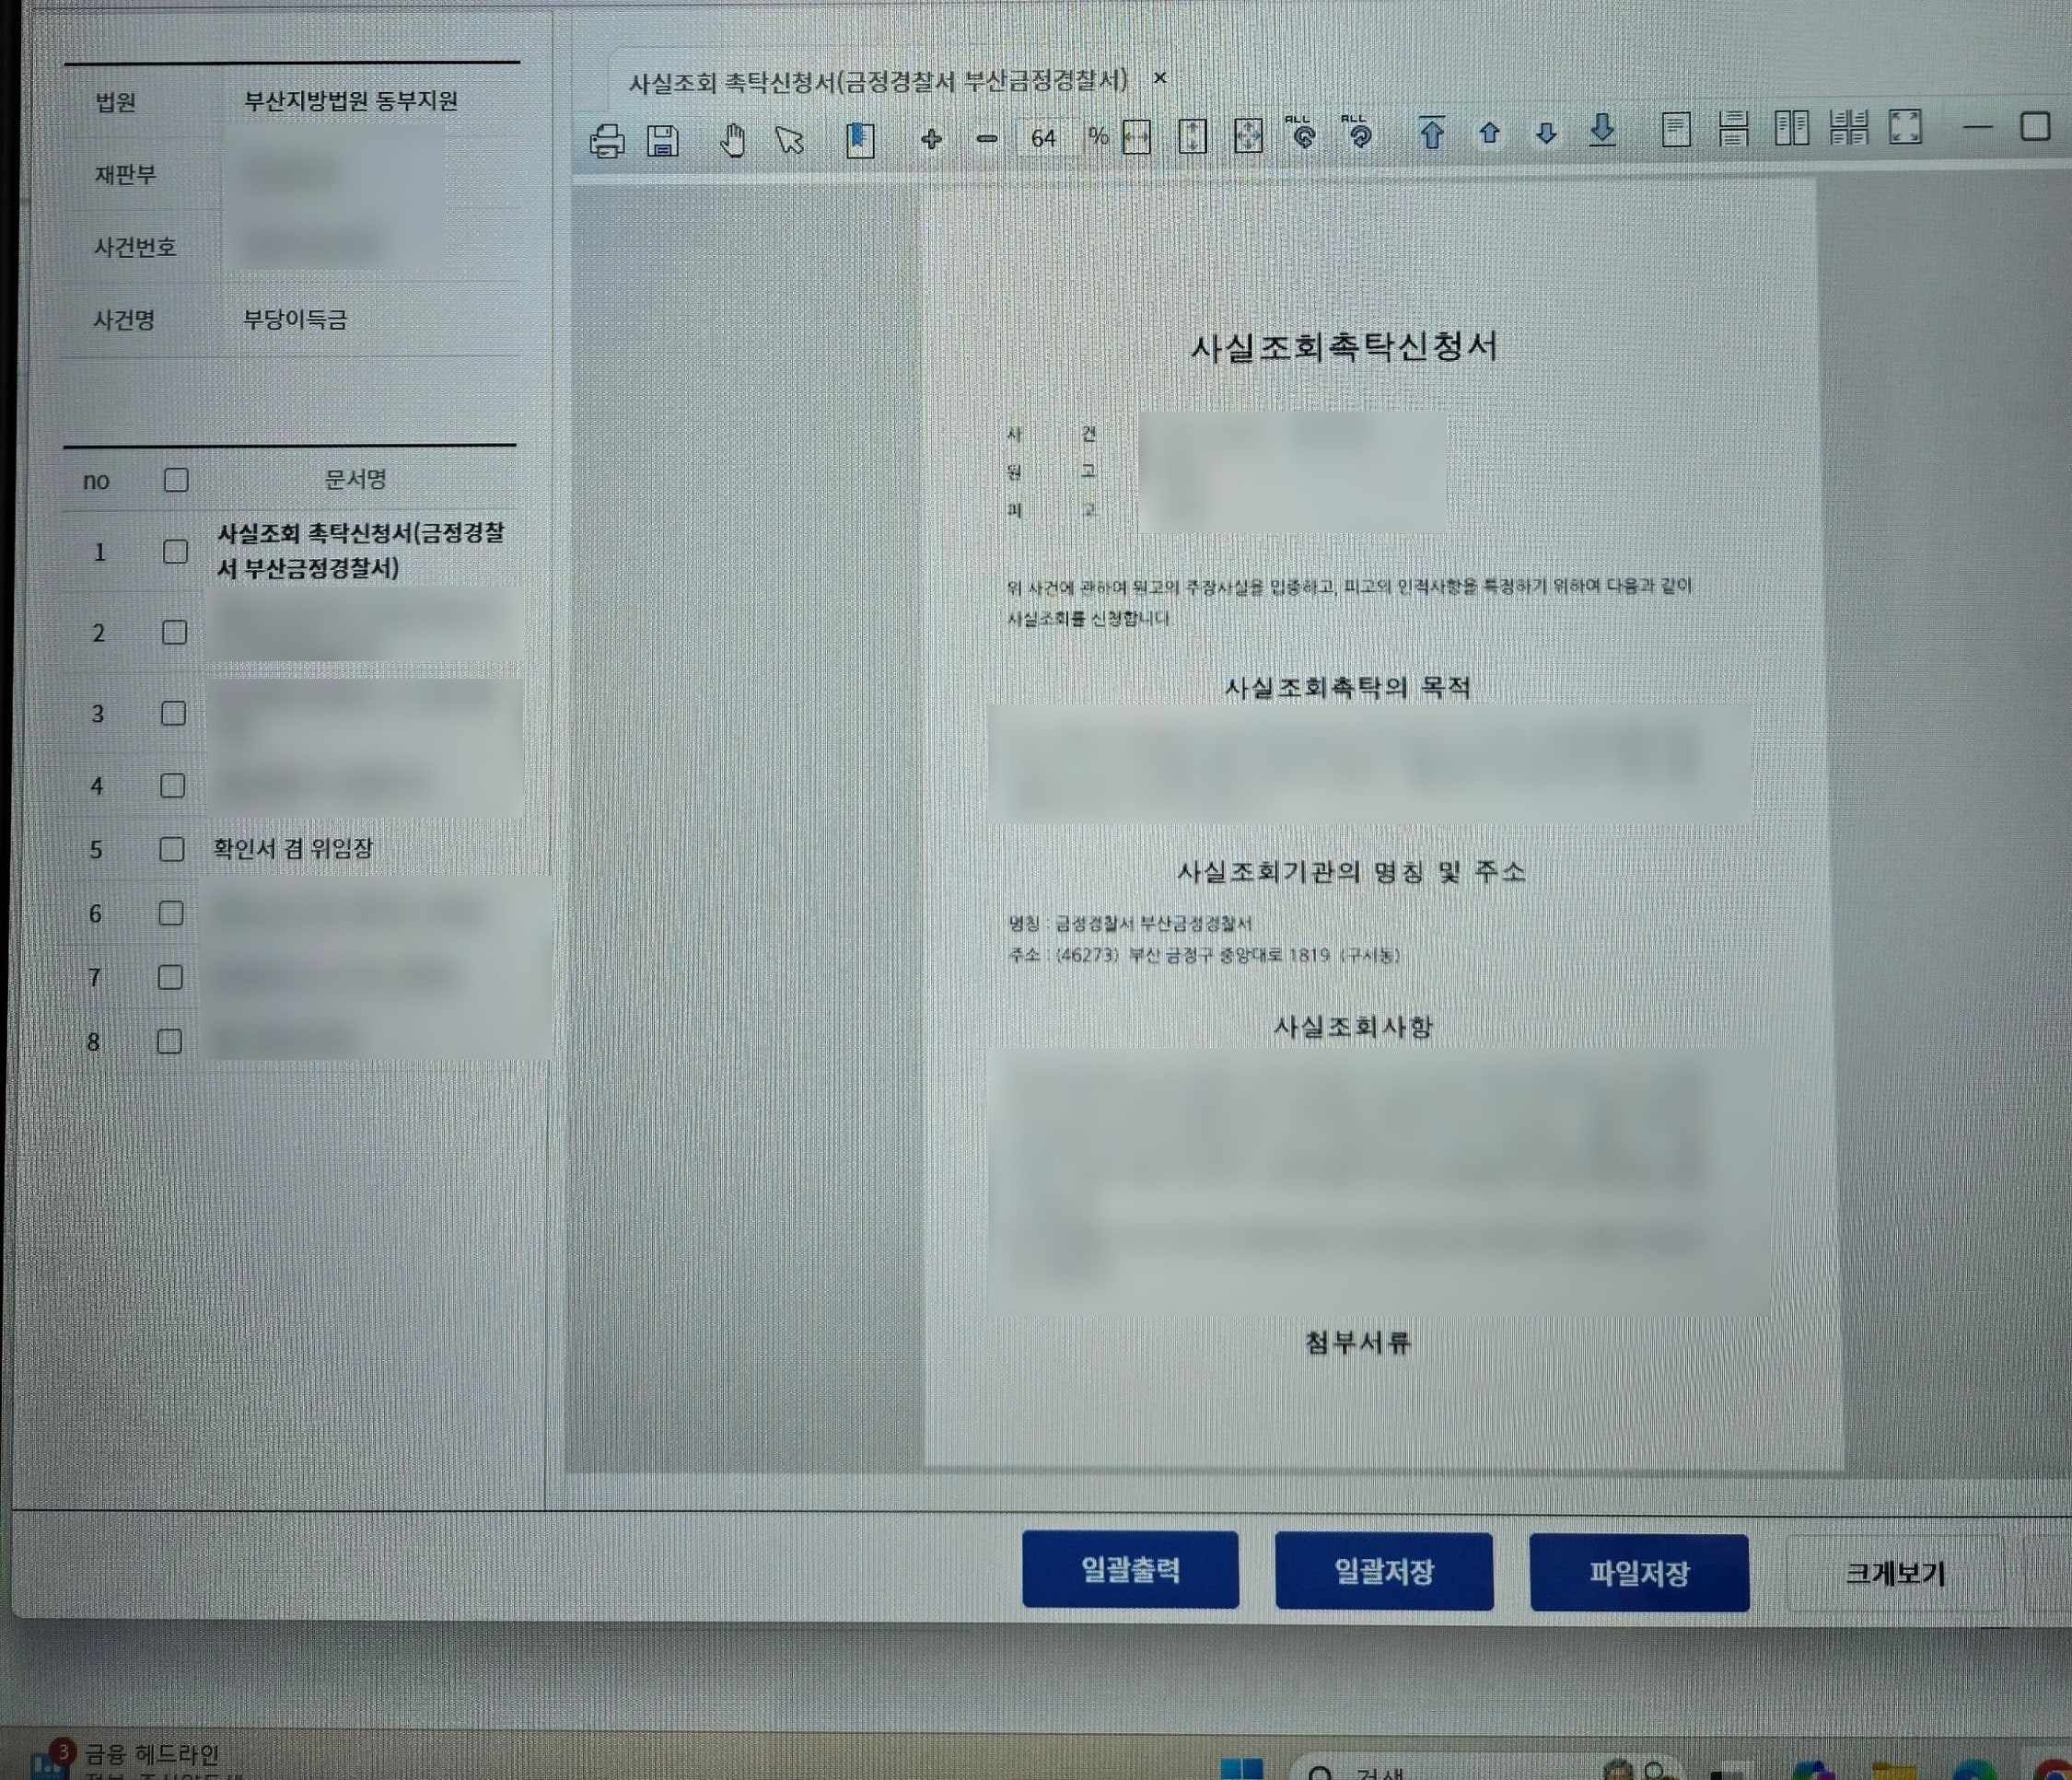 법원 부산지방법원 동부지원
재판부
사건번호
사건명 부당이득금
no 문서명
1 사실조회 촉탁신청서(금정경찰
서 부산금정경찰서)
2
3
4
5 확인서 겸 위임장
6
7
8
사실조회 촉탁신청서(금정경찰서 부산금정경찰서) ×
64 %
ALL ALL
사실조회촉탁신청서
사 건
원 고
피 고
위 사건에 관하여 원고의 주장사실을 입증하고, 피고의 인적사항을 특정하기 위하여 다음과 같이
사실조회를 신청합니다.
사실조회촉탁의 목적
사실조회기관의 명칭 및 주소
명칭 : 금정경찰서 부산금정경찰서
주소 : (46273) 부산 금정구 중앙대로 1819 (구서동)
사실조회사항
첨부서류
일괄출력 일괄저장 파일저장 크게보기
3 금융 헤드라인
검색